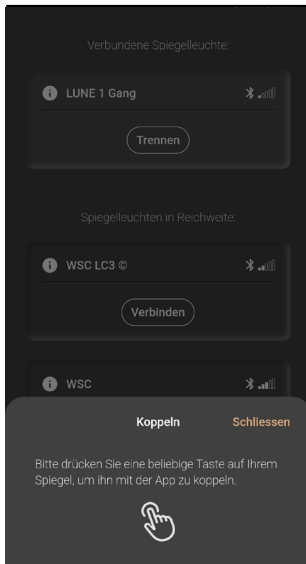 Verbundene Spiegelleuchte:
LUNE 1 Gang
Trennen
Spiegelleuchten in Reichweite:
WSC LC3 ©
Verbinden
WSC
Koppeln
Schliessen
Bitte drücken Sie eine beliebige Taste auf Ihrem
Spiegel, um ihn mit der App zu koppeln.